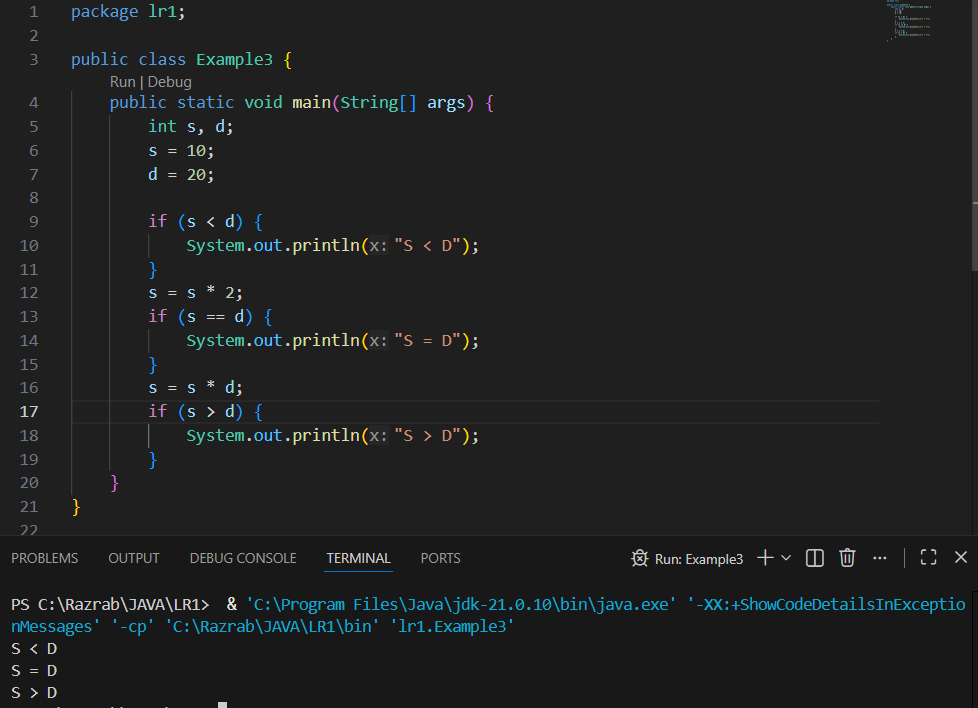 1 package lr1;
2
3 public class Example3 {
Run | Debug
4 public static void main(String[] args) {
5 int s, d;
6 s = 10;
7 d = 20;
8
9 if (s < d) {
10 System.out.println(x: "S < D");
11 }
12 s = s * 2;
13 if (s == d) {
14 System.out.println(x: "S = D");
15 }
16 s = s * d;
17 if (s > d) {
18 System.out.println(x: "S > D");
19 }
20 }
21 }
22
PROBLEMS OUTPUT DEBUG CONSOLE TERMINAL PORTS Run: Example3
PS C:\Razrab\JAVA\LR1> & 'C:\Program Files\Java\jdk-21.0.10\bin\java.exe' '-XX:+ShowCodeDetailsInExceptio
nMessages' '-cp' 'C:\Razrab\JAVA\LR1\bin' 'lr1.Example3'
S < D
S = D
S > D